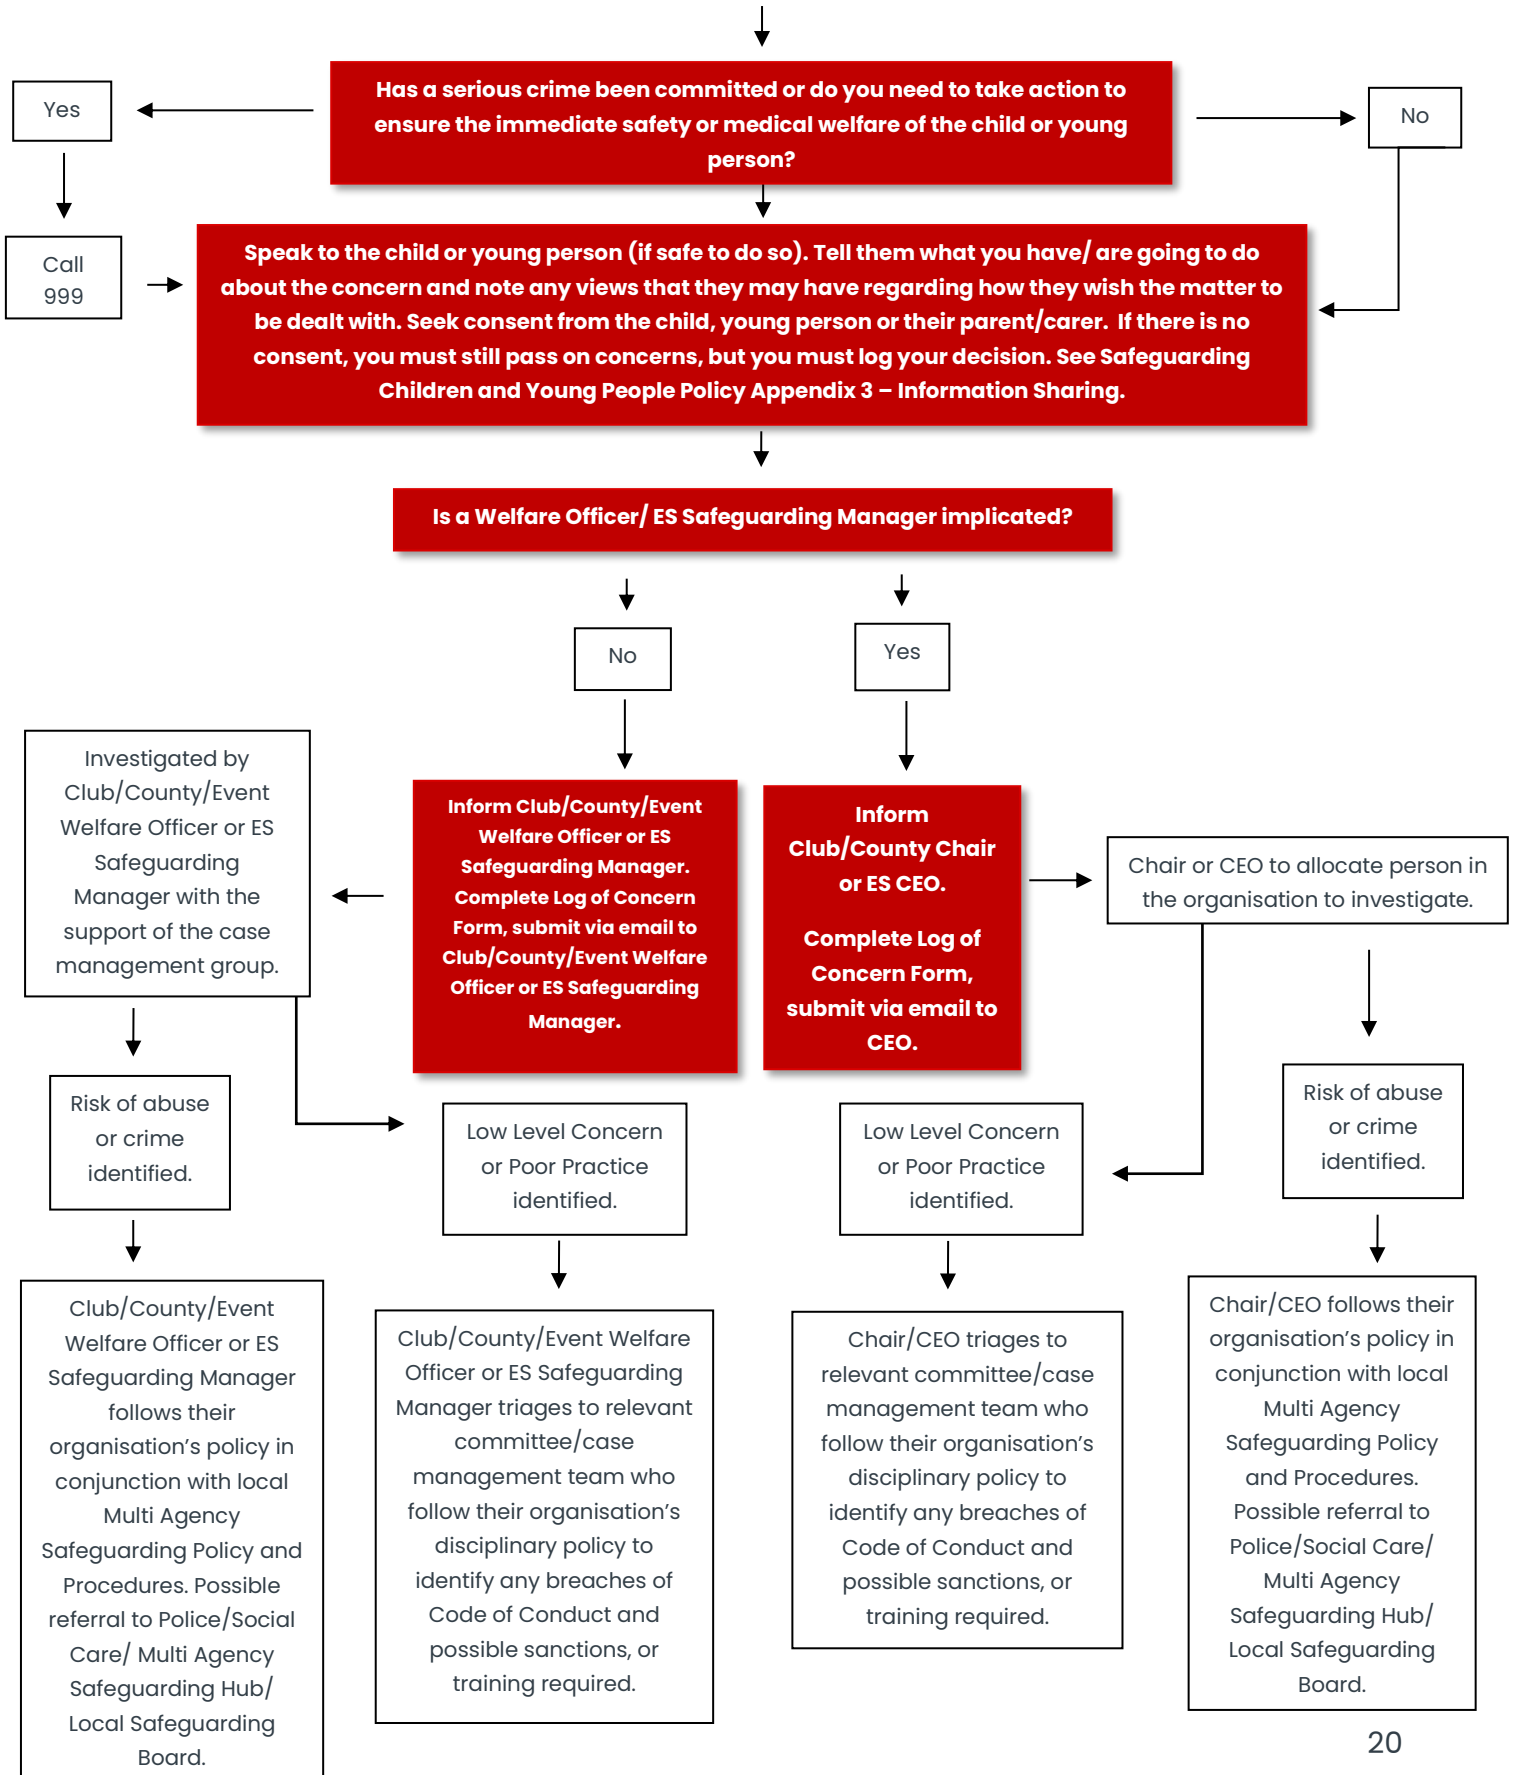 Has a serious crime been committed or do you need to take action to
ensure the immediate safety or medical welfare of the child or young
person?
Yes
No
Call
999
Speak to the child or young person (if safe to do so). Tell them what you have/ are going to do
about the concern and note any views that they may have regarding how they wish the matter to
be dealt with. Seek consent from the child, young person or their parent/carer.  If there is no
consent, you must still pass on concerns, but you must log your decision. See Safeguarding
Children and Young People Policy Appendix 3 – Information Sharing.
Is a Welfare Officer/ ES Safeguarding Manager implicated?
No
Yes
Investigated by
Club/County/Event
Welfare Officer or ES
Safeguarding
Manager with the
support of the case
management group.
Inform Club/County/Event
Welfare Officer or ES
Safeguarding Manager.
Complete Log of Concern
Form, submit via email to
Club/County/Event Welfare
Officer or ES Safeguarding
Manager.
Inform
Club/County Chair
or ES CEO.
Complete Log of
Concern Form,
submit via email to
CEO.
Chair or CEO to allocate person in
the organisation to investigate.
Risk of abuse
or crime
identified.
Low Level Concern
or Poor Practice
identified.
Low Level Concern
or Poor Practice
identified.
Risk of abuse
or crime
identified.
Club/County/Event
Welfare Officer or ES
Safeguarding Manager
follows their
organisation’s policy in
conjunction with local
Multi Agency
Safeguarding Policy and
Procedures. Possible
referral to Police/Social
Care/ Multi Agency
Safeguarding Hub/
Local Safeguarding
Board.
Club/County/Event Welfare
Officer or ES Safeguarding
Manager triages to relevant
committee/case
management team who
follow their organisation’s
disciplinary policy to
identify any breaches of
Code of Conduct and
possible sanctions, or
training required.
Chair/CEO triages to
relevant committee/case
management team who
follow their organisation’s
disciplinary policy to
identify any breaches of
Code of Conduct and
possible sanctions, or
training required.
Chair/CEO follows their
organisation’s policy in
conjunction with local
Multi Agency
Safeguarding Policy
and Procedures.
Possible referral to
Police/Social Care/
Multi Agency
Safeguarding Hub/
Local Safeguarding
Board.
20